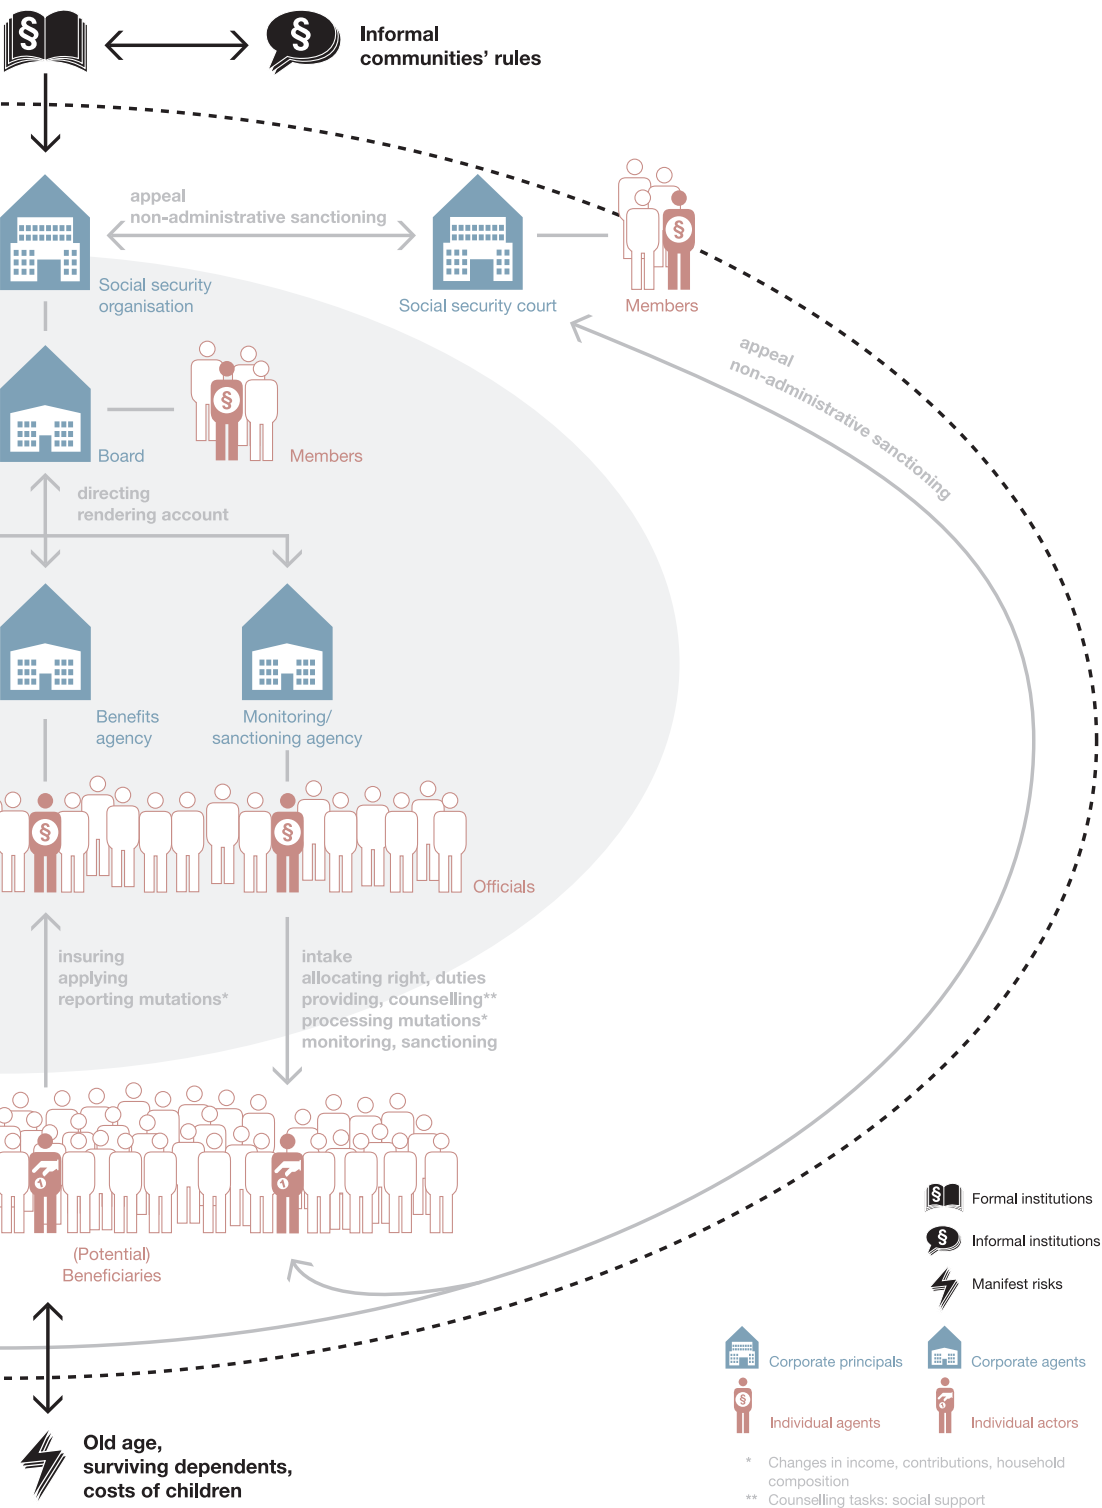 §
§
Informal
communities' rules
appeal
non-administrative sanctioning
§
Social security
organisation
Social security court
Members
appeal
non-administrative sanctioning
§
Board
Members
directing
rendering account
Benefits
agency
Monitoring/
sanctioning agency
§
§
Officials
insuring
applying
reporting mutations*
intake
allocating right, duties
providing, counselling**
processing mutations*
monitoring, sanctioning
(Potential)
Beneficiaries
§
Formal institutions
§
Informal institutions
Manifest risks
Corporate principals
Corporate agents
§
Individual agents
Individual actors
Old age,
surviving dependents,
costs of children
* Changes in income, contributions, household
composition
** Counselling tasks: social support